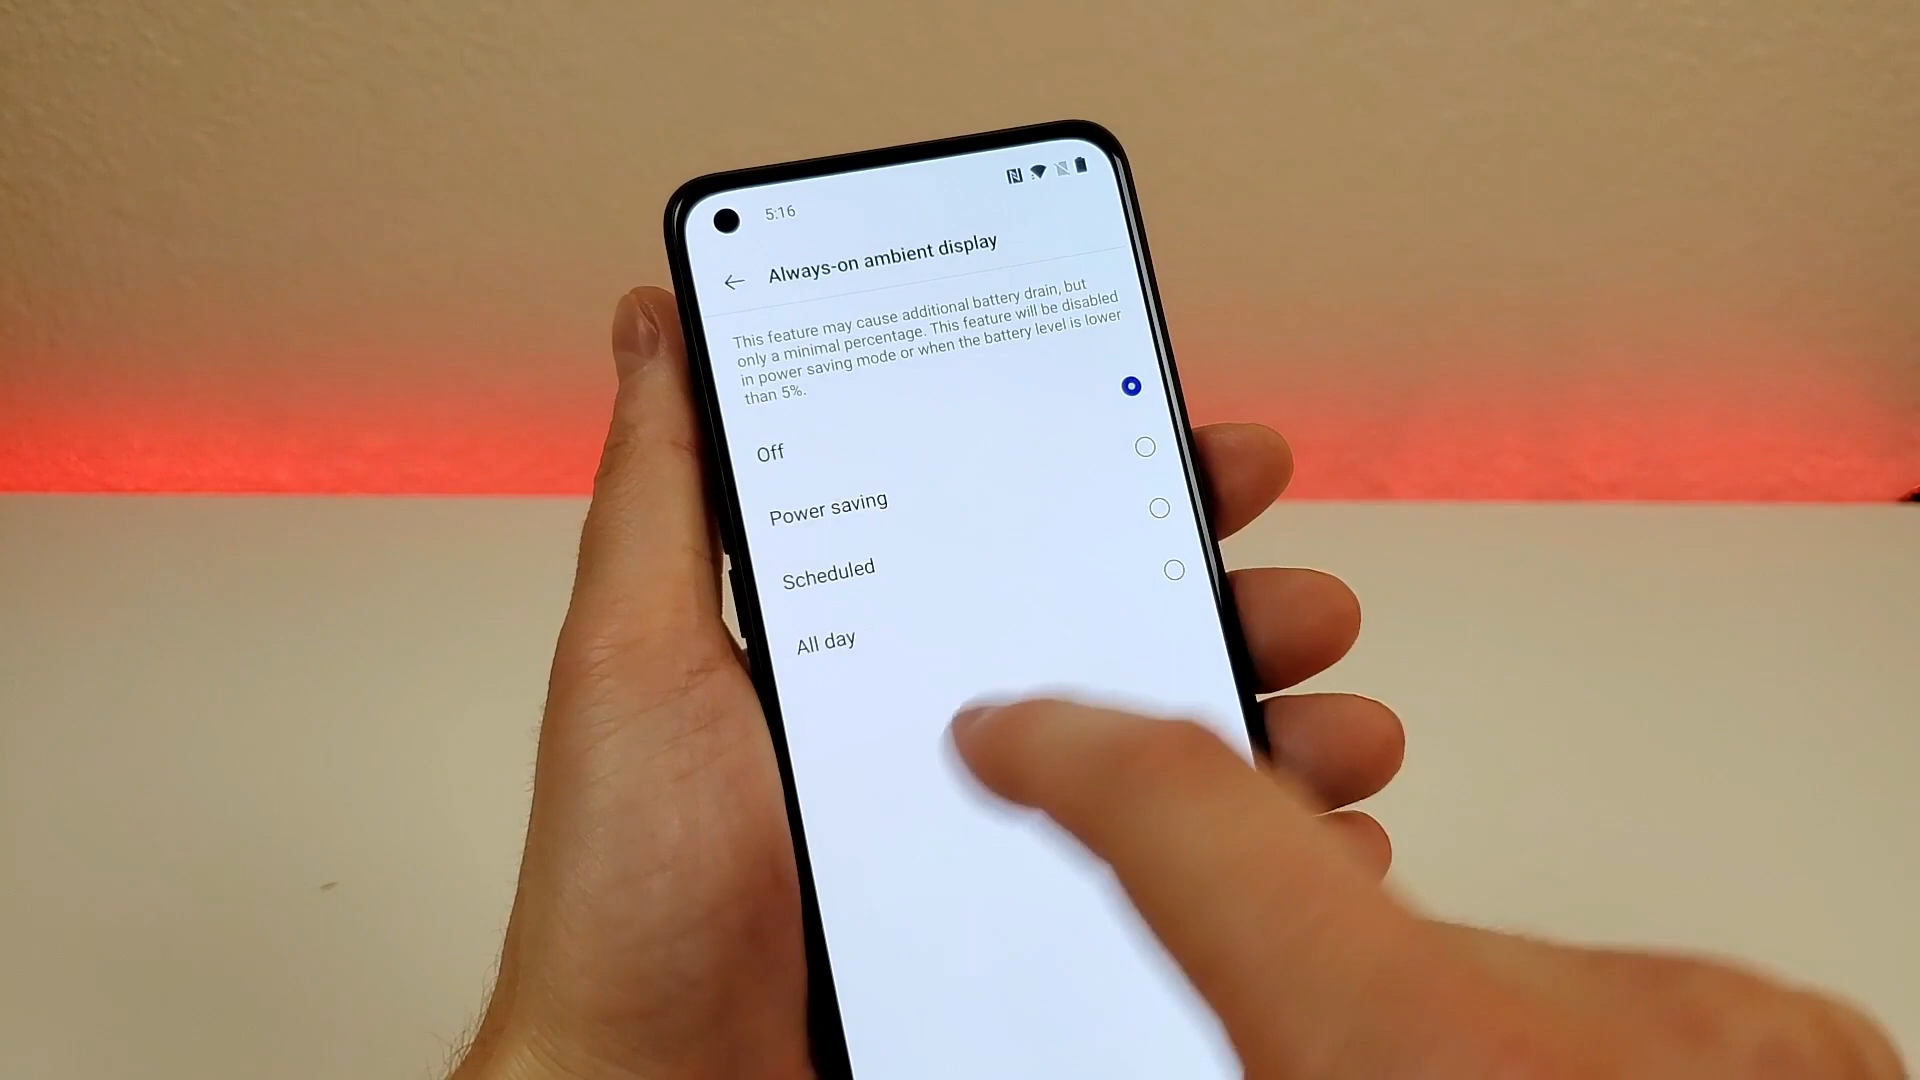 5:16
Always-on ambient display
This feature may cause additional battery drain, but
only a minimal percentage. This feature will be disabled
in power saving mode or when the battery level is lower
than 5%.
Off
Power saving
Scheduled
All day